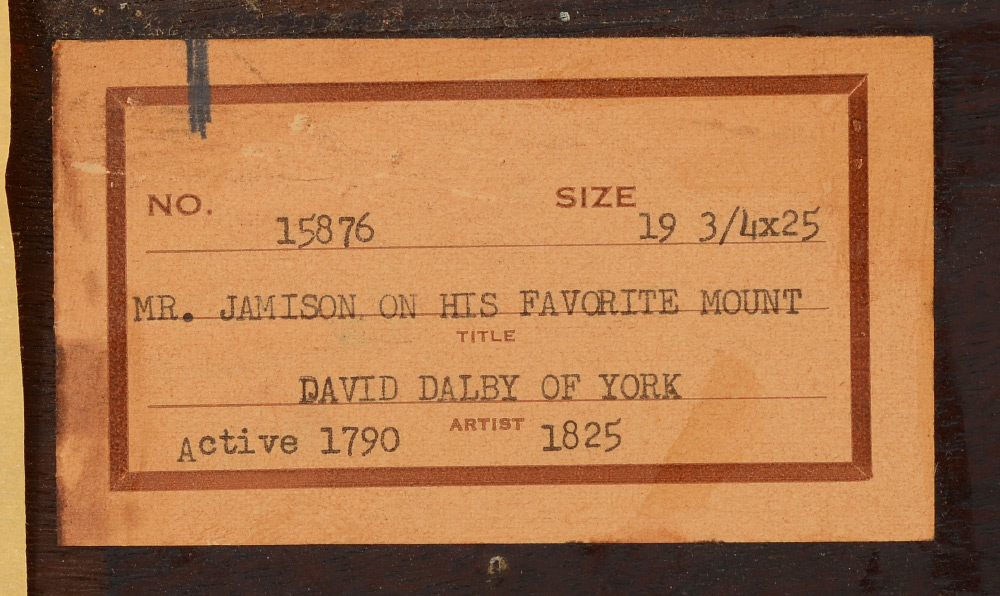 NO. 15876 SIZE 19 3/4x25
MR. JAMISON ON HIS FAVORITE MOUNT
TITLE
DAVID DALBY OF YORK
ARTIST
Active 1790 1825